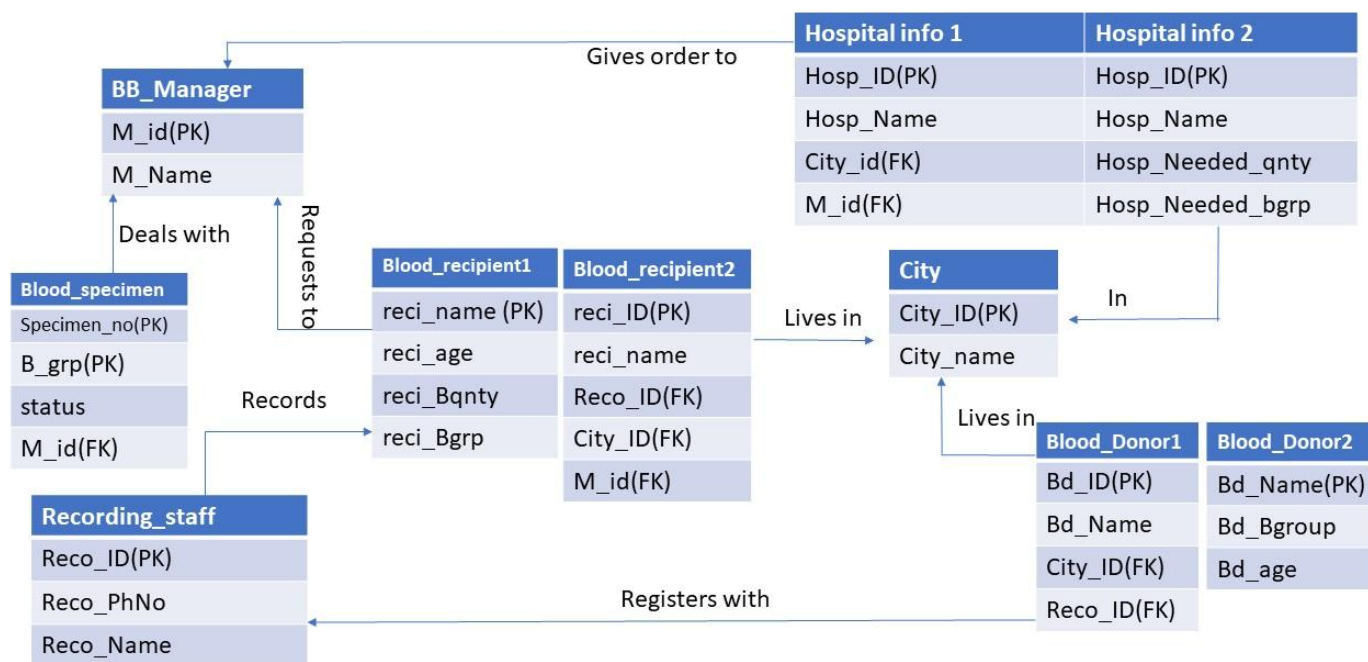 Hospital info 1
Hospital info 2
Hosp_ID(PK)
Hosp_ID(PK)
Hosp_Name
Hosp_Name
City_id(FK)
Hosp_Needed_qnty
M_id(FK)
Hosp_Needed_bgrp
Gives order to
BB_Manager
M_id(PK)
M_Name
Deals with
Requests to
Blood_specimen
Specimen_no(PK)
B_grp(PK)
status
M_id(FK)
Blood_recipient1
reci_name (PK)
reci_age
reci_Bqnty
reci_Bgrp
Blood_recipient2
reci_ID(PK)
reci_name
Reco_ID(FK)
City_ID(FK)
M_id(FK)
Lives in
City
City_ID(PK)
City_name
In
Records
Lives in
Blood_Donor1
Bd_ID(PK)
Bd_Name
City_ID(FK)
Reco_ID(FK)
Blood_Donor2
Bd_Name(PK)
Bd_Bgroup
Bd_age
Recording_staff
Reco_ID(PK)
Reco_PhNo
Reco_Name
Registers with